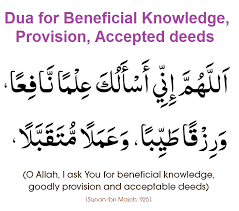 Dua for Beneficial Knowledge,
Provision, Accepted deeds
اَللَّهُمَّ إِنِّي أَسْأَلُكَ عِلْمًا نَّافِعًا،
وَرِزْقًا طَيِّبًا، وَعَمَلًا مُّتَقَبَّلًا،
(O Allah, I ask You for beneficial knowledge,
goodly provision and acceptable deeds)
(Sunan Ibn Majah: 925)